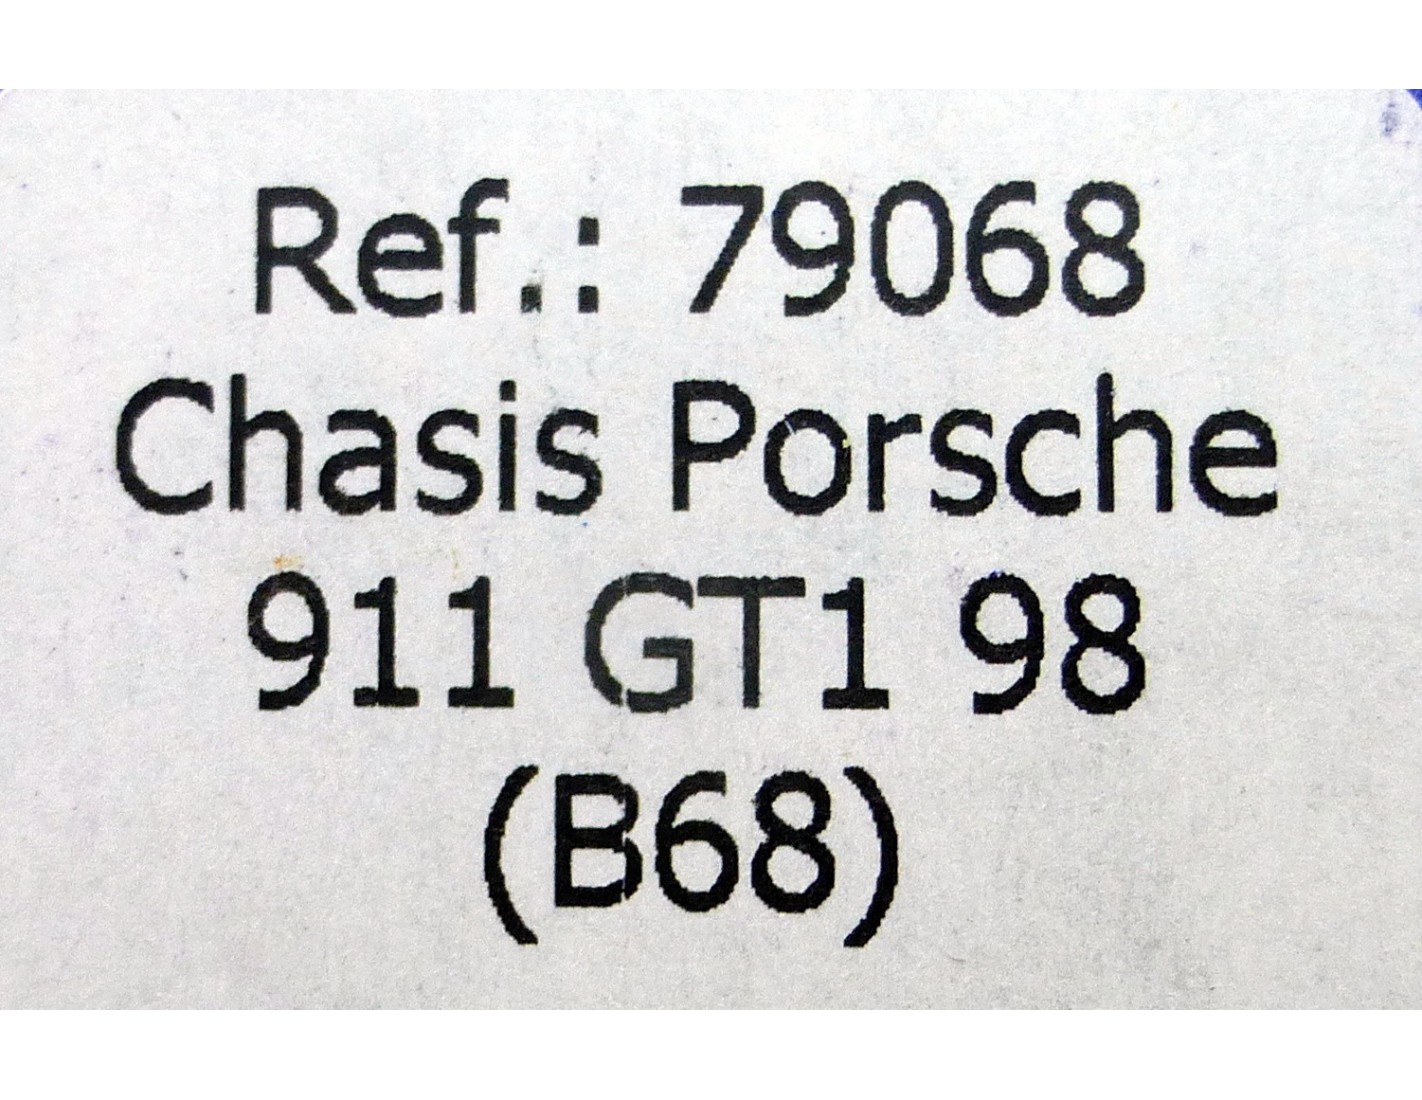 Ref.: 79068
Chasis Porsche
911 GT1 98
(B68)